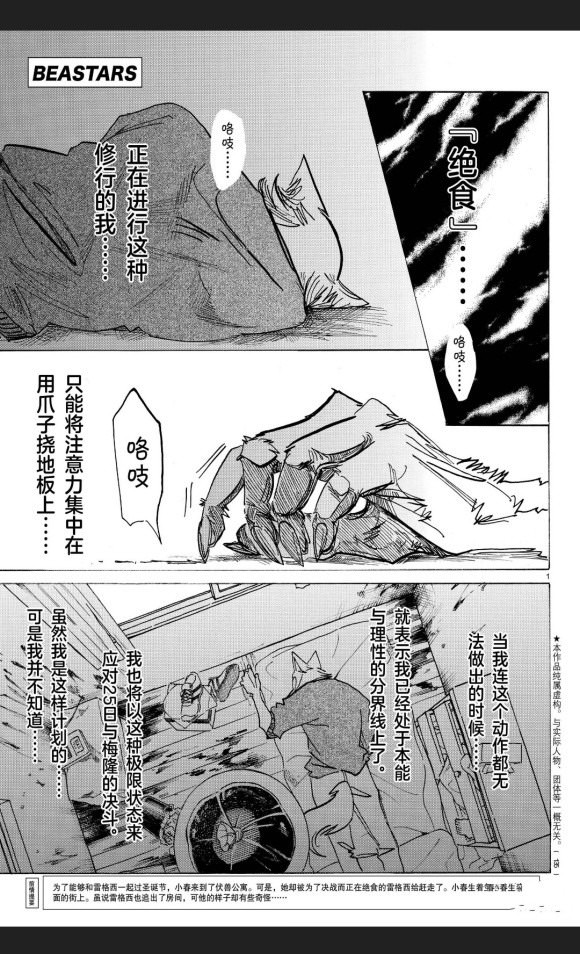 BEASTARS
『绝食』……
咯吱……
咯吱……
正在进行这种
修行的我……
咯吱
只能将注意力集中在
用爪子挠地板上……
1
当我连这个动作都无
法做出的时候……
就表示我已经处于本能
与理性的分界线上了。
我也将以这种极限状态来
应对25日与梅隆的决斗。
虽然我是这样计划的……
可是我并不知道……
★本作品纯属虚构。与实际人物、团体等一概无关。
前情提要
为了能够和雷格西一起过圣诞节，小春来到了伏兽公寓。可是，她却被为了决战而正在绝食的雷格西给赶走了。小春生着
面的街上。虽说雷格西也追出了房间，可他的样子却有些奇怪……